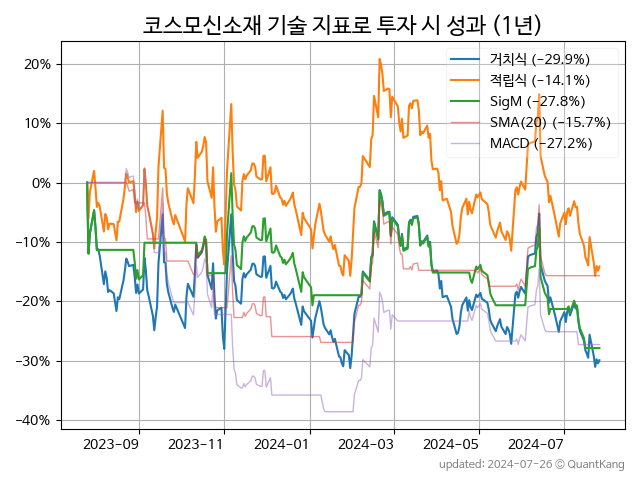 코스모신소재 기술 지표로 투자 시 성과 (1년)
거치식 (−29.9%)
적립식 (−14.1%)
SigM (−27.8%)
SMA(20) (−15.7%)
MACD (−27.2%)
20%
10%
0%
−10%
−20%
−30%
−40%
2023−09 2023−11 2024−01 2024−03 2024−05 2024−07
updated: 2024-07-26 © QuantKang